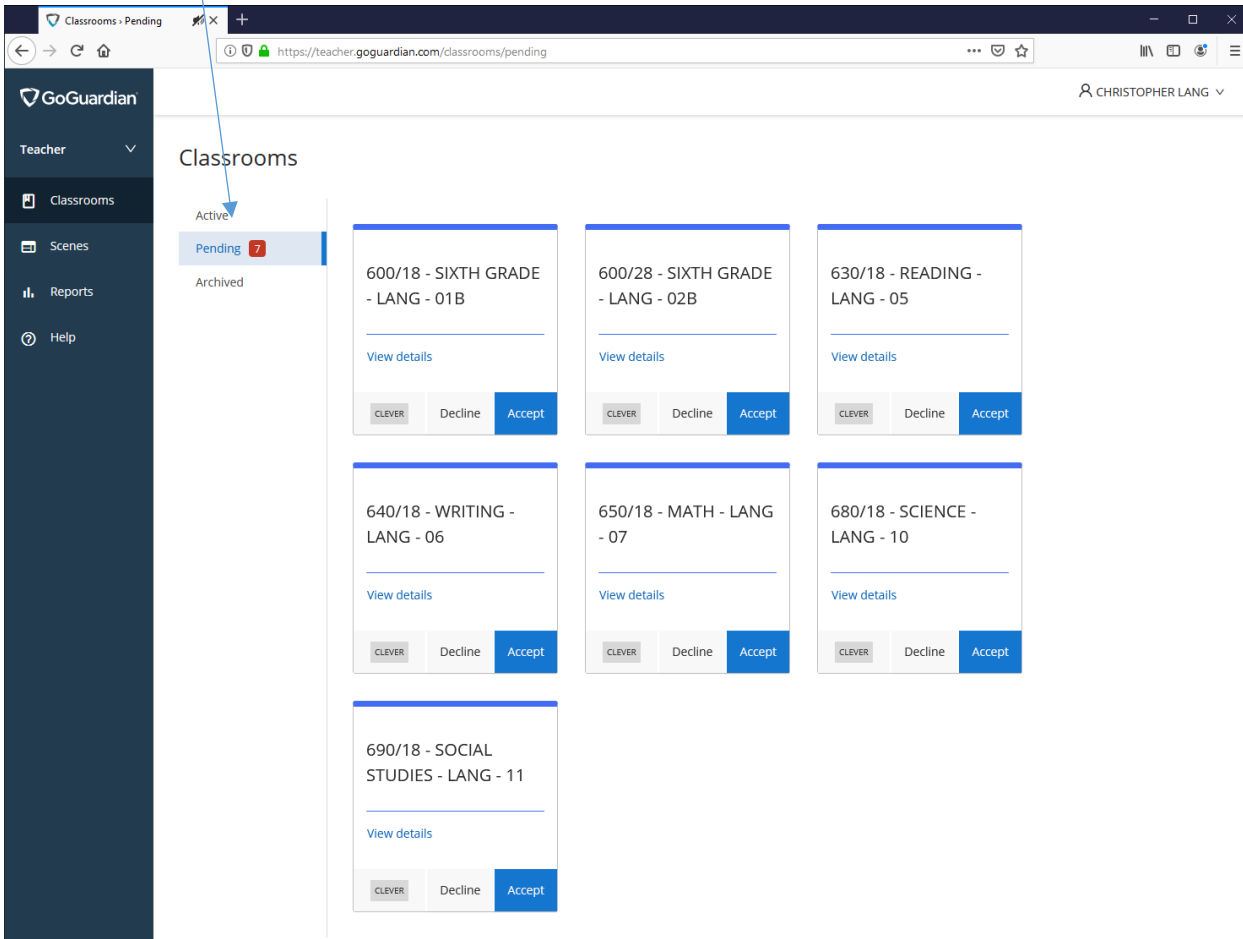 Classrooms › Pending
https://teacher.goguardian.com/classrooms/pending
GoGuardian
CHRISTOPHER LANG
Teacher
Classrooms
Scenes
Reports
Help
Classrooms
Active
Pending 7
Archived
600/18 - SIXTH GRADE
- LANG - 01B
View details
CLEVER Decline Accept
600/28 - SIXTH GRADE
- LANG - 02B
View details
CLEVER Decline Accept
630/18 - READING -
LANG - 05
View details
CLEVER Decline Accept
640/18 - WRITING -
LANG - 06
View details
CLEVER Decline Accept
650/18 - MATH - LANG
- 07
View details
CLEVER Decline Accept
680/18 - SCIENCE -
LANG - 10
View details
CLEVER Decline Accept
690/18 - SOCIAL
STUDIES - LANG - 11
View details
CLEVER Decline Accept